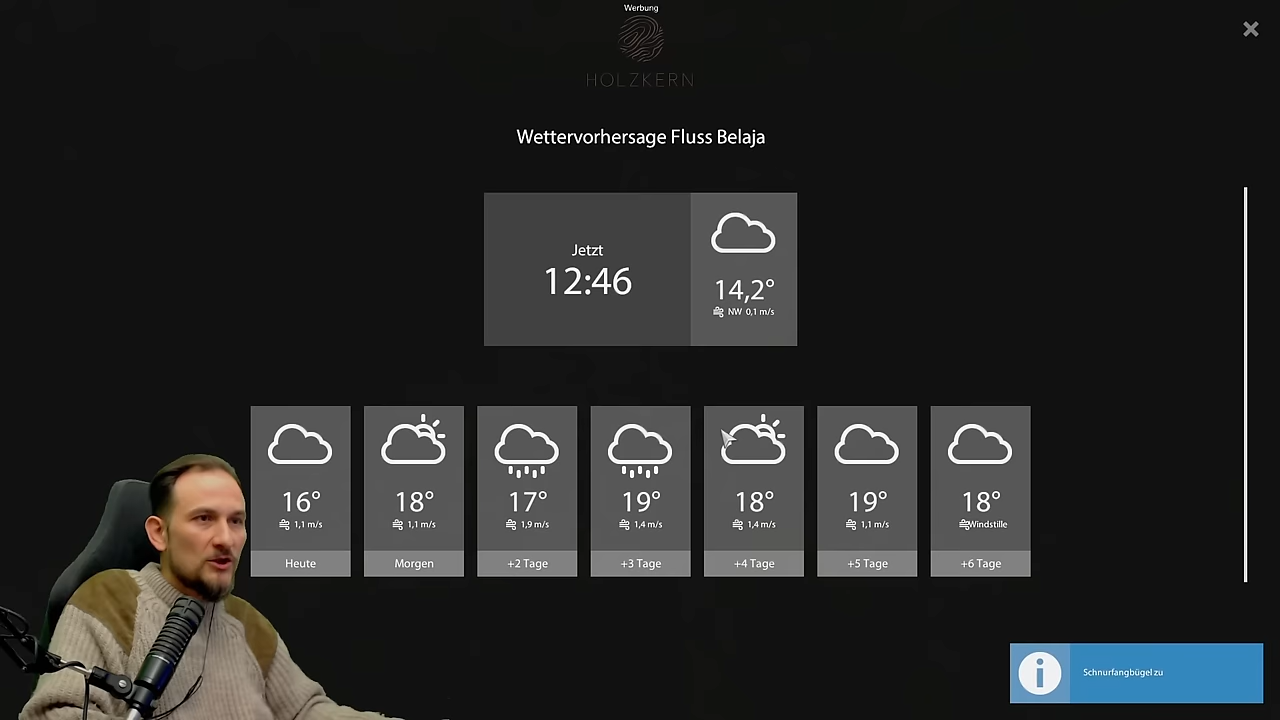 Werbung
HOLZKERN
Wettervorhersage Fluss Belaja
Jetzt
12:46
14,2°
NW 0,1 m/s
16° 18° 17° 19° 18° 19° 18°
1,1 m/s 1,1 m/s 1,9 m/s 1,4 m/s 1,4 m/s 1,1 m/s Windstille
Heute Morgen +2 Tage +3 Tage +4 Tage +5 Tage +6 Tage
Schnurfangbügel zu